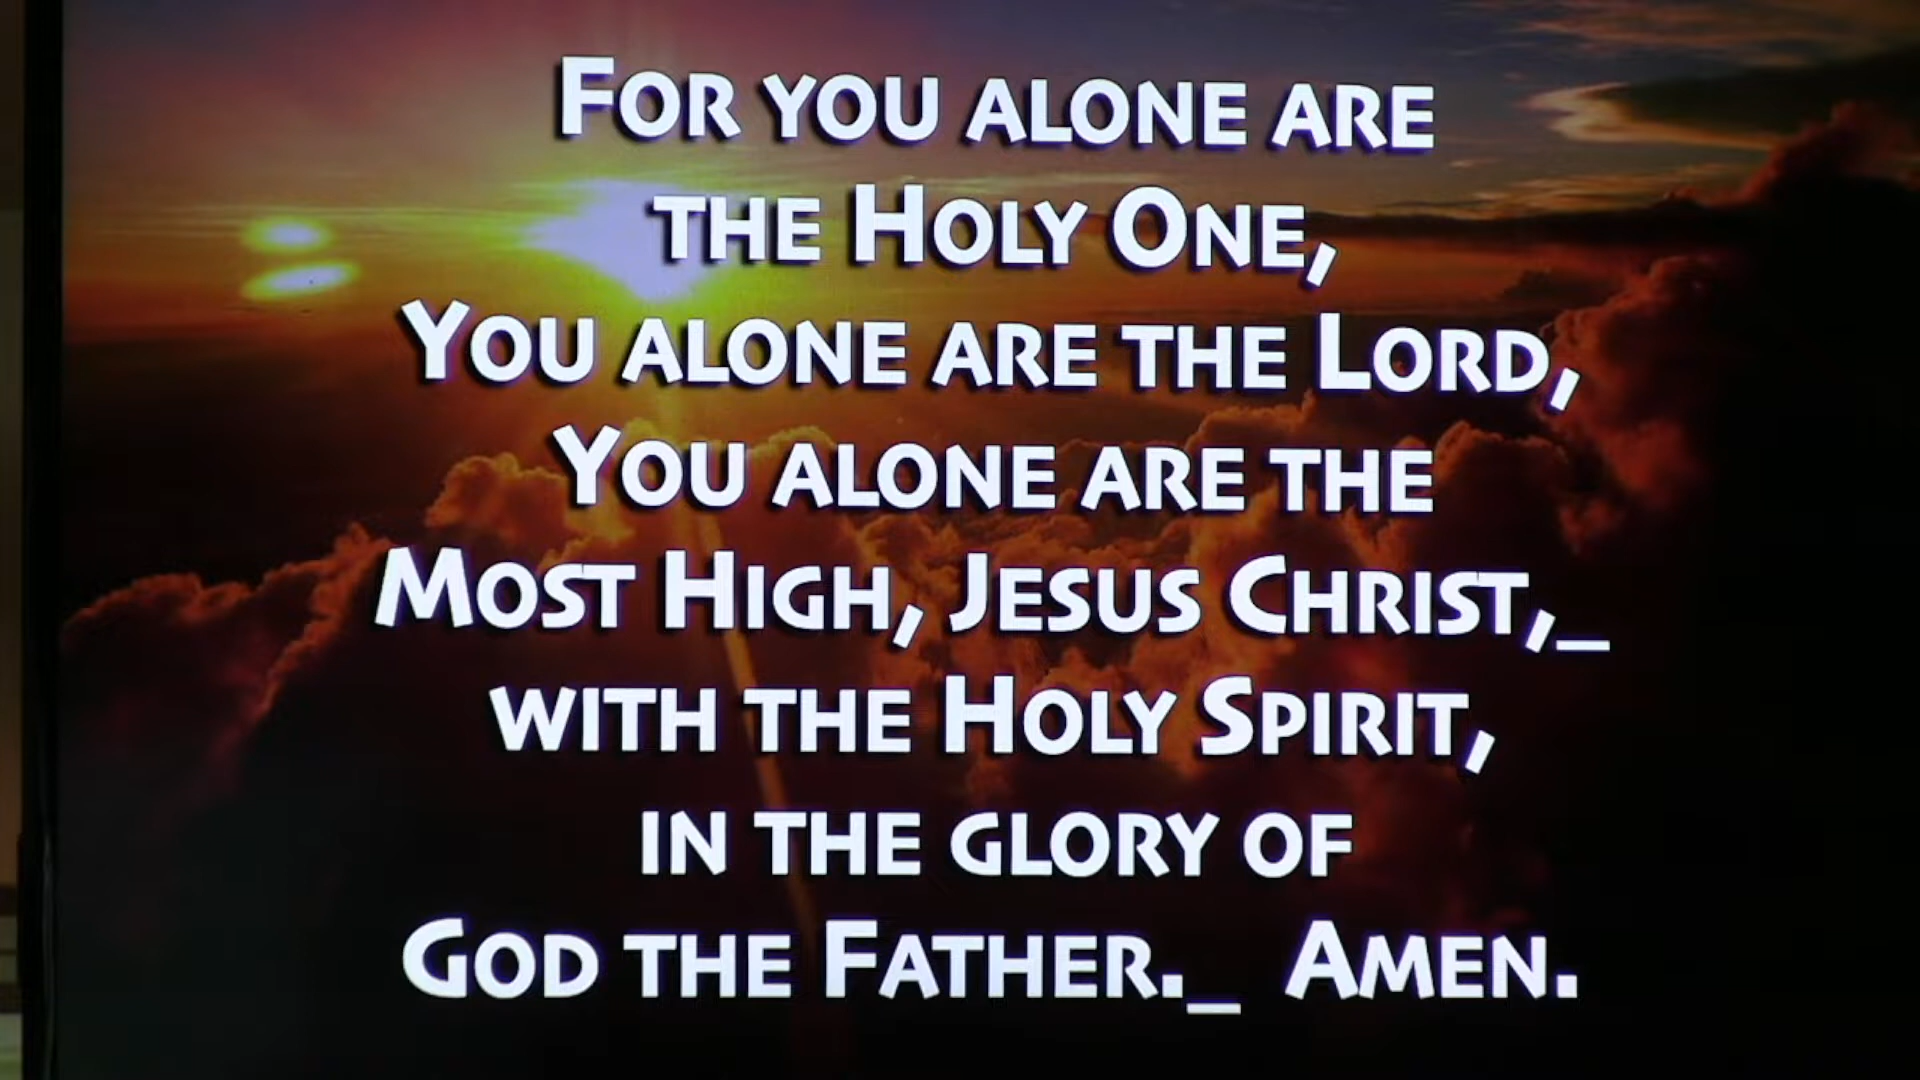 For you alone are
the Holy One,
You alone are the Lord,
You alone are the
Most High, Jesus Christ,_
with the Holy Spirit,
in the glory of
God the Father._ Amen.